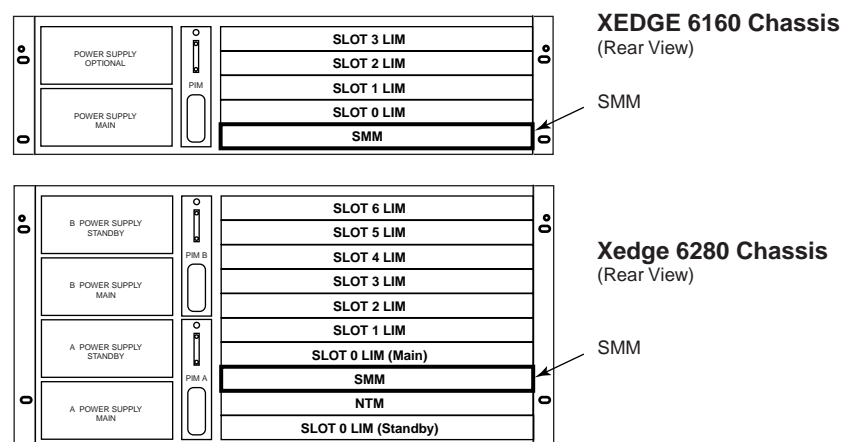 XEDGE 6160 Chassis
(Rear View)
SMM
POWER SUPPLY
OPTIONAL
POWER SUPPLY
MAIN
PIM
SLOT 3 LIM
SLOT 2 LIM
SLOT 1 LIM
SLOT 0 LIM
SMM
Xedge 6280 Chassis
(Rear View)
SMM
B POWER SUPPLY
STANDBY
B POWER SUPPLY
MAIN
A POWER SUPPLY
STANDBY
A POWER SUPPLY
MAIN
PIM B
PIM A
SLOT 6 LIM
SLOT 5 LIM
SLOT 4 LIM
SLOT 3 LIM
SLOT 2 LIM
SLOT 1 LIM
SLOT 0 LIM (Main)
SMM
NTM
SLOT 0 LIM (Standby)